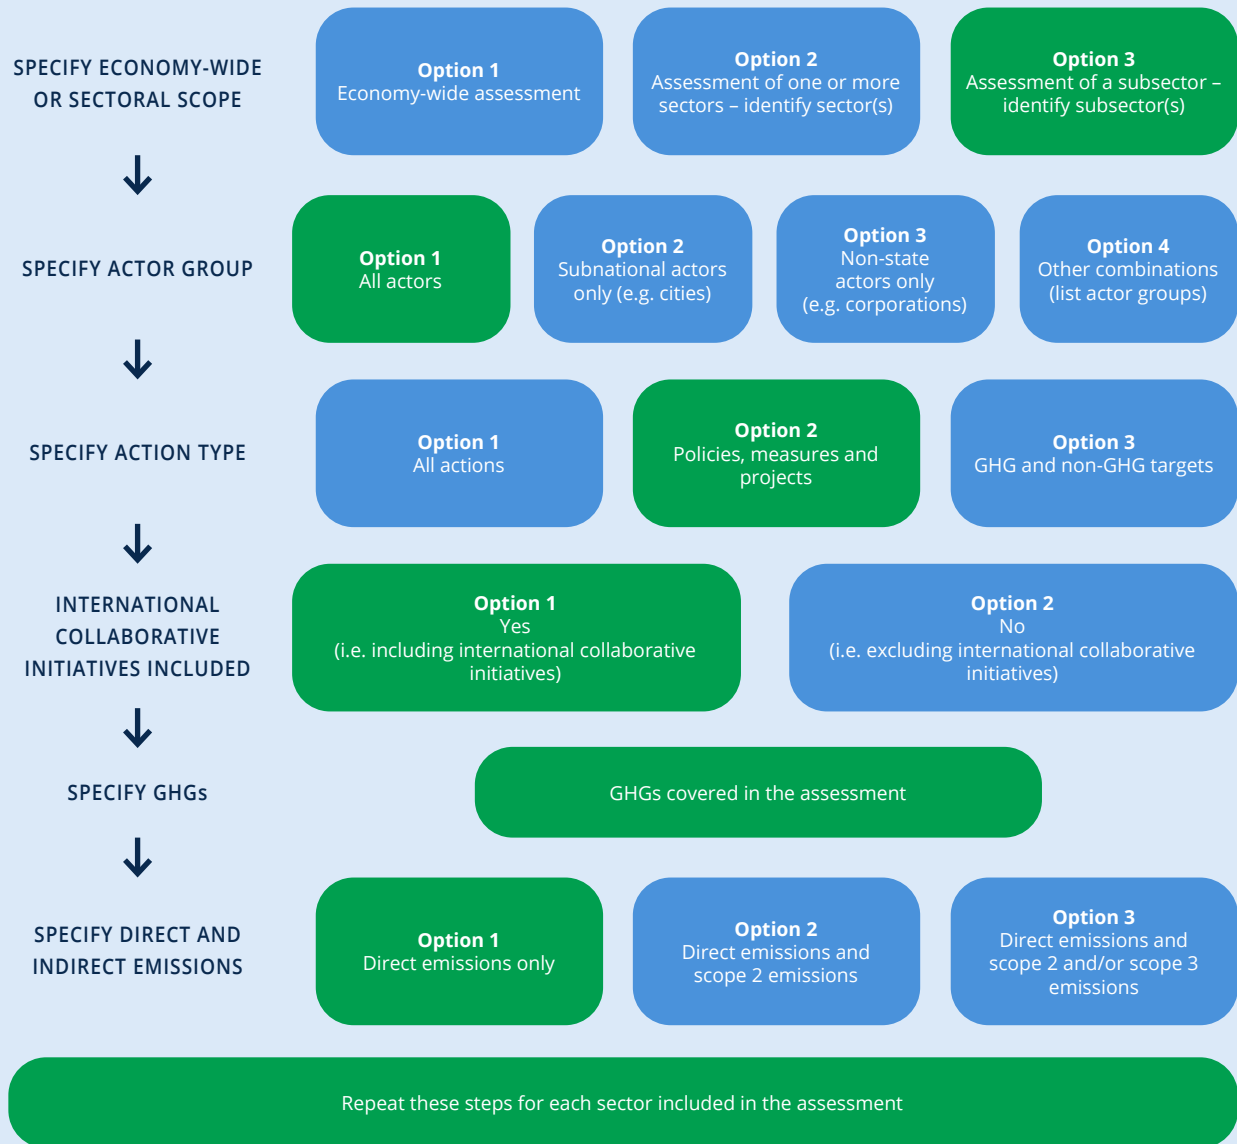 SPECIFY ECONOMY-WIDE
OR SECTORAL SCOPE
Option 1
Economy-wide assessment
Option 2
Assessment of one or more
sectors – identify sector(s)
Option 3
Assessment of a subsector –
identify subsector(s)
SPECIFY ACTOR GROUP
Option 1
All actors
Option 2
Subnational actors
only (e.g. cities)
Option 3
Non-state
actors only
(e.g. corporations)
Option 4
Other combinations
(list actor groups)
SPECIFY ACTION TYPE
Option 1
All actions
Option 2
Policies, measures and
projects
Option 3
GHG and non-GHG targets
INTERNATIONAL
COLLABORATIVE
INITIATIVES INCLUDED
Option 1
Yes
(i.e. including international collaborative
initiatives)
Option 2
No
(i.e. excluding international collaborative
initiatives)
SPECIFY GHGs
GHGs covered in the assessment
SPECIFY DIRECT AND
INDIRECT EMISSIONS
Option 1
Direct emissions only
Option 2
Direct emissions and
scope 2 emissions
Option 3
Direct emissions and
scope 2 and/or scope 3
emissions
Repeat these steps for each sector included in the assessment